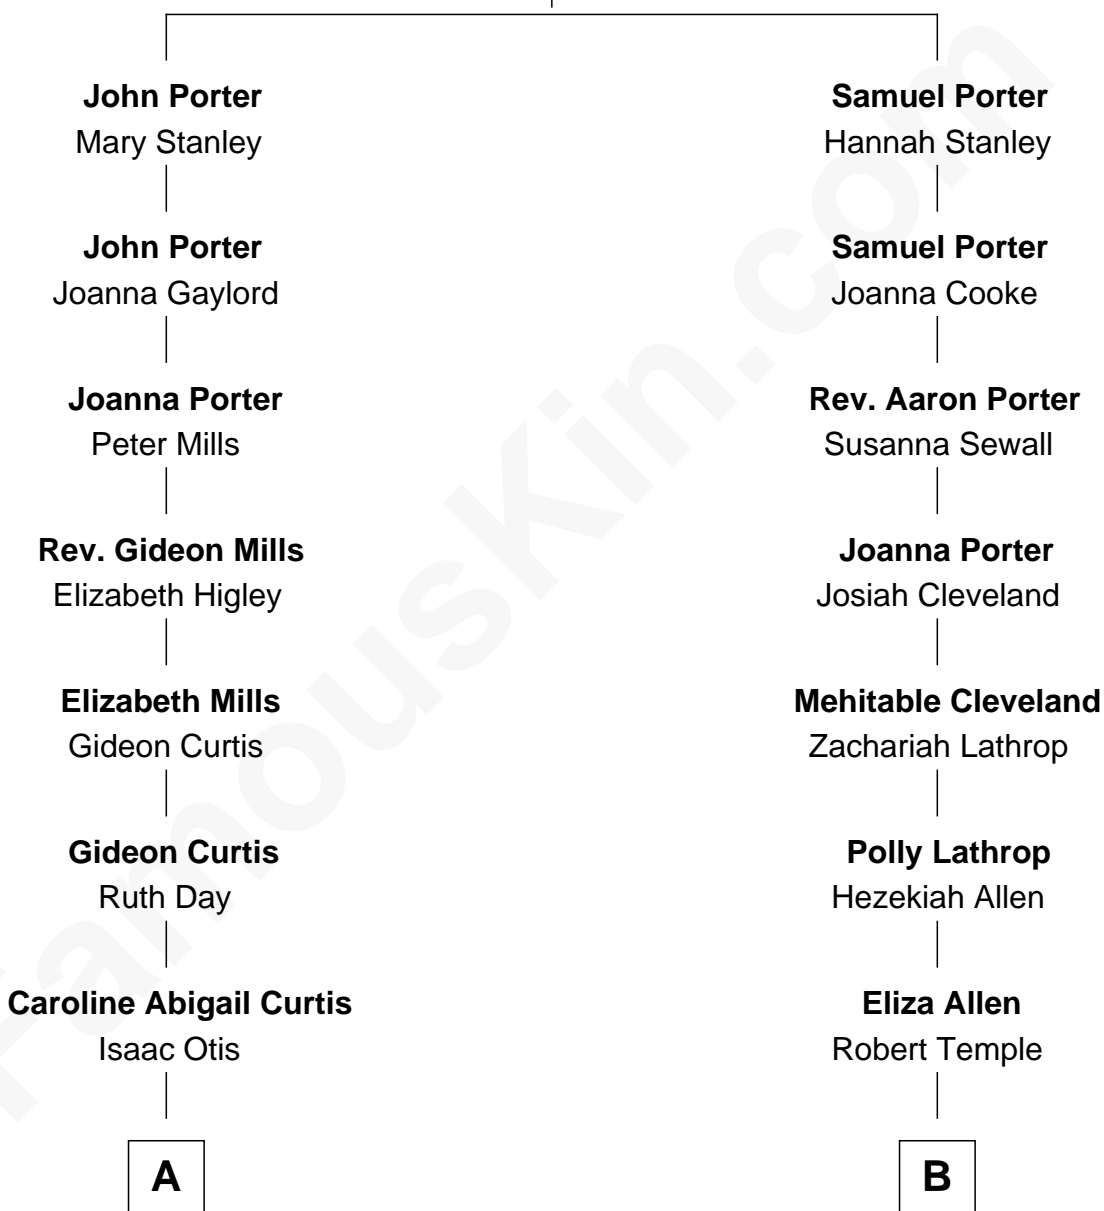 John Porter
Mary Stanley
Samuel Porter
Hannah Stanley
John Porter
Joanna Gaylord
Samuel Porter
Joanna Cooke
Joanna Porter
Peter Mills
Rev. Aaron Porter
Susanna Sewall
Rev. Gideon Mills
Elizabeth Higley
Joanna Porter
Josiah Cleveland
Elizabeth Mills
Gideon Curtis
Mehitable Cleveland
Zachariah Lathrop
Gideon Curtis
Ruth Day
Polly Lathrop
Hezekiah Allen
Caroline Abigail Curtis
Isaac Otis
Eliza Allen
Robert Temple
A
B
FamousKin.com